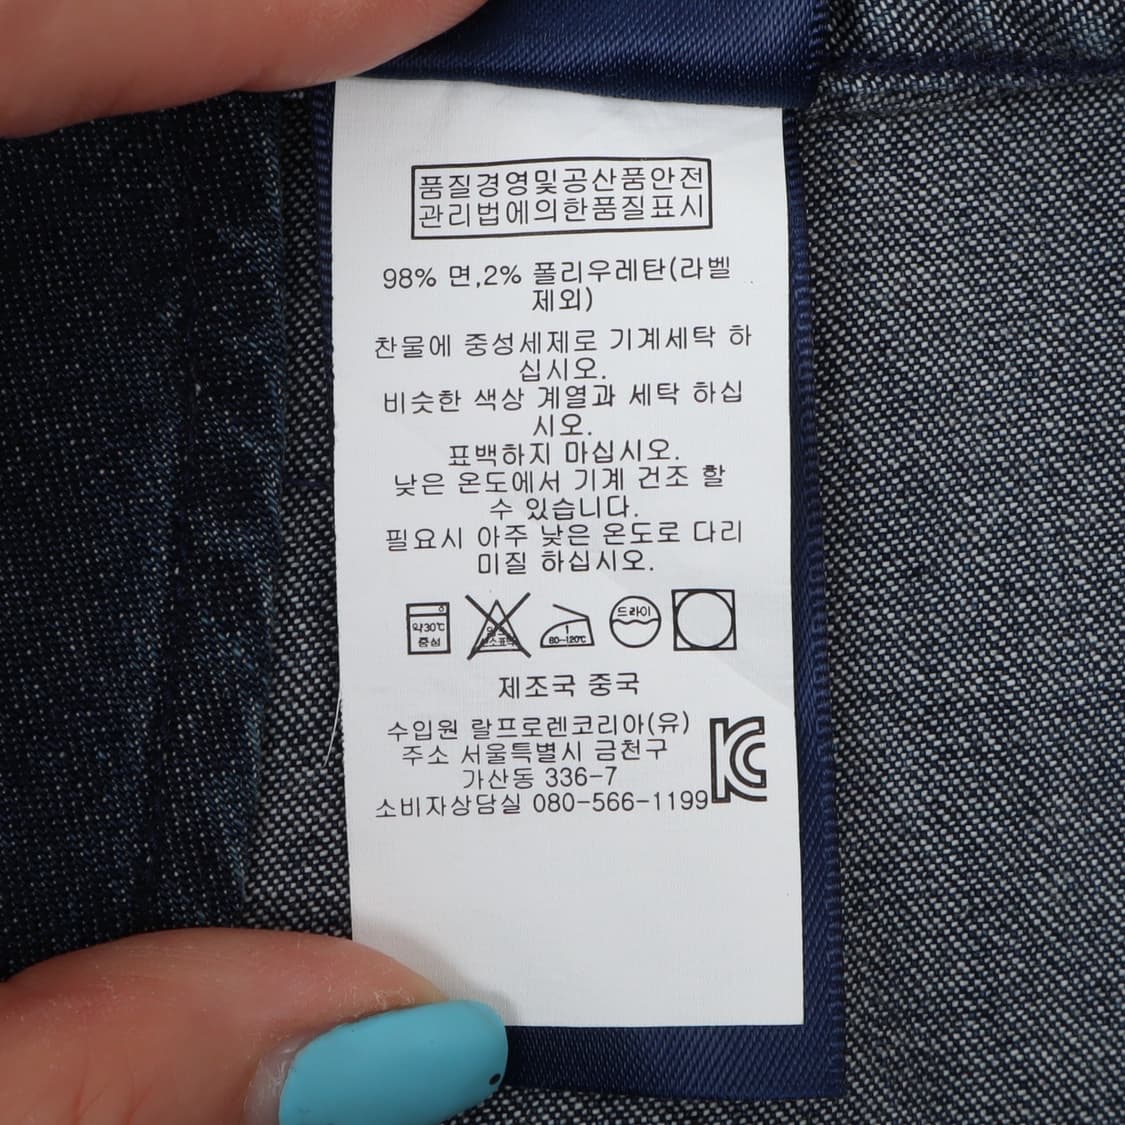 품질경영및공산품안전
관리법에의한품질표시
98% 면,2% 폴리우레탄(라벨
제외)
찬물에 중성세제로 기계세탁 하
십시오.
비슷한 색상 계열과 세탁 하십
시오.
표백하지 마십시오.
낮은 온도에서 기계 건조 할
수 있습니다.
필요시 아주 낮은 온도로 다리
미질 하십시오.
약30℃
중성
1
80-120℃
드라이
제조국 중국
수입원 랄프로렌코리아(유)
주소 서울특별시 금천구
가산동 336-7
소비자상담실 080-566-1199
KC